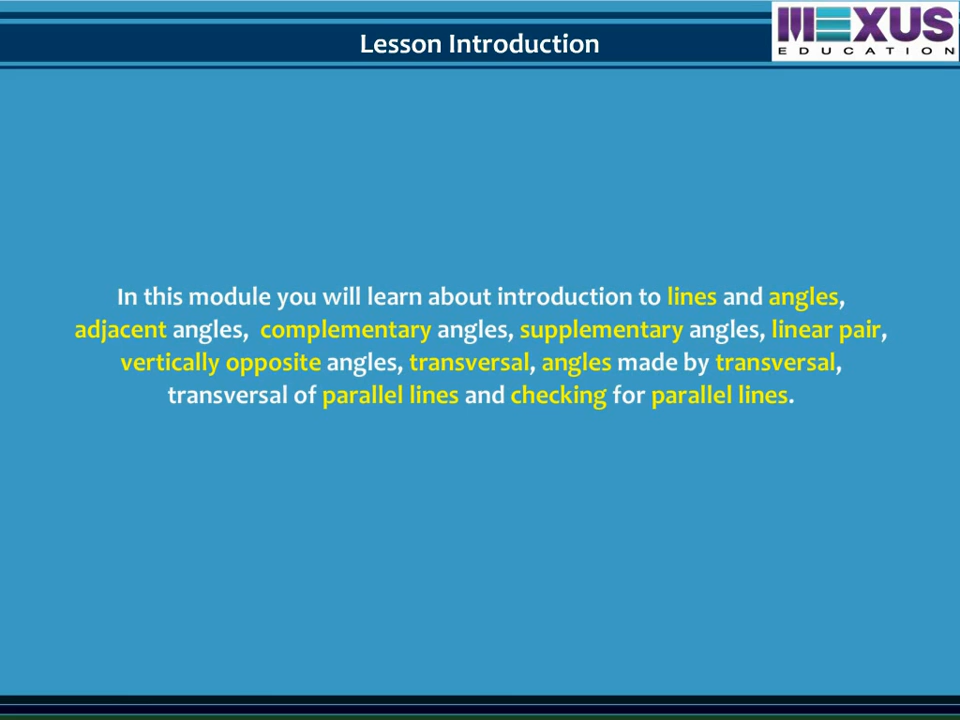 Lesson Introduction
MEXUS
EDUCATION
In this module you will learn about introduction to lines and angles,
adjacent angles, complementary angles, supplementary angles, linear pair,
vertically opposite angles, transversal, angles made by transversal,
transversal of parallel lines and checking for parallel lines.